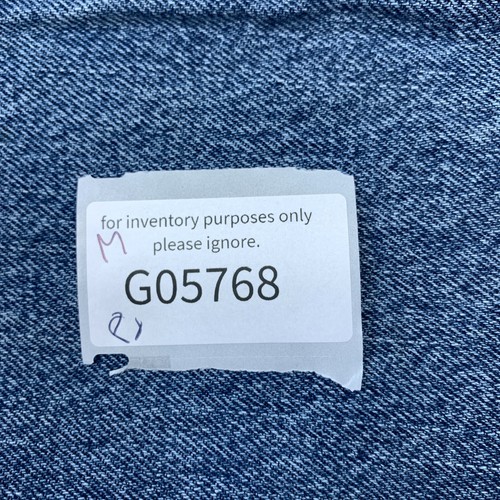 for inventory purposes only
M
please ignore.
G05768